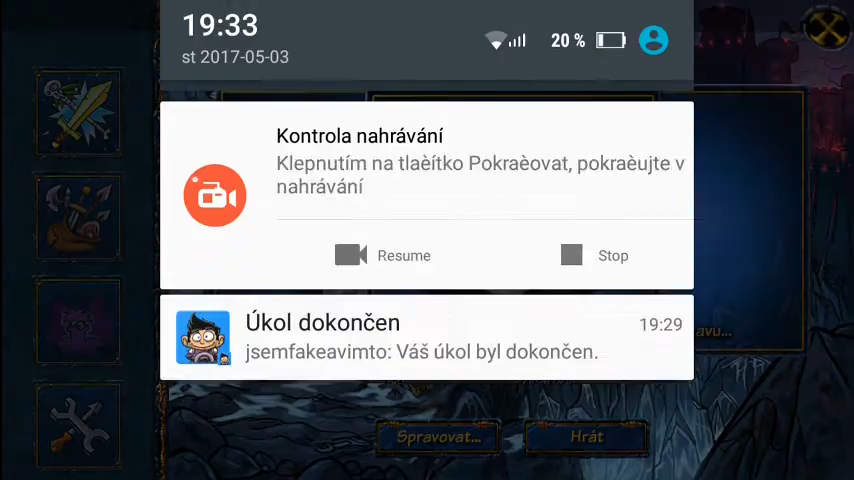 19:33
20 %
st 2017-05-03
Kontrola nahrávání
Klepnutím na tlaèítko Pokraèovat, pokraèujte v
nahrávání
Resume
Stop
Úkol dokončen
19:29
jsemfakeavimto: Váš úkol byl dokončen.
avu...
Spravovat...
Hrát